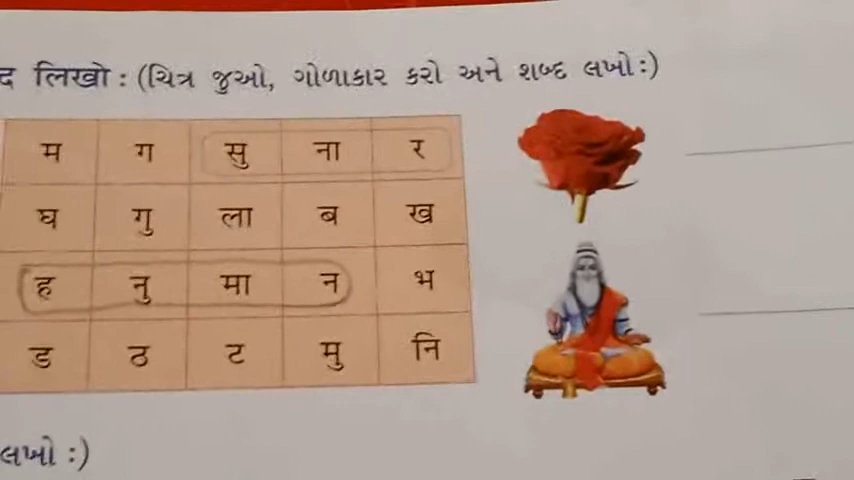 लिखो : (ચિત્ર જુઓ, ગોળાકાર કરો અને શબ્દ લખો :)
म ग सु ना र
घ गु ला ब ख
ह नु मा न भ
ड ठ ट मु नि
લખો :)